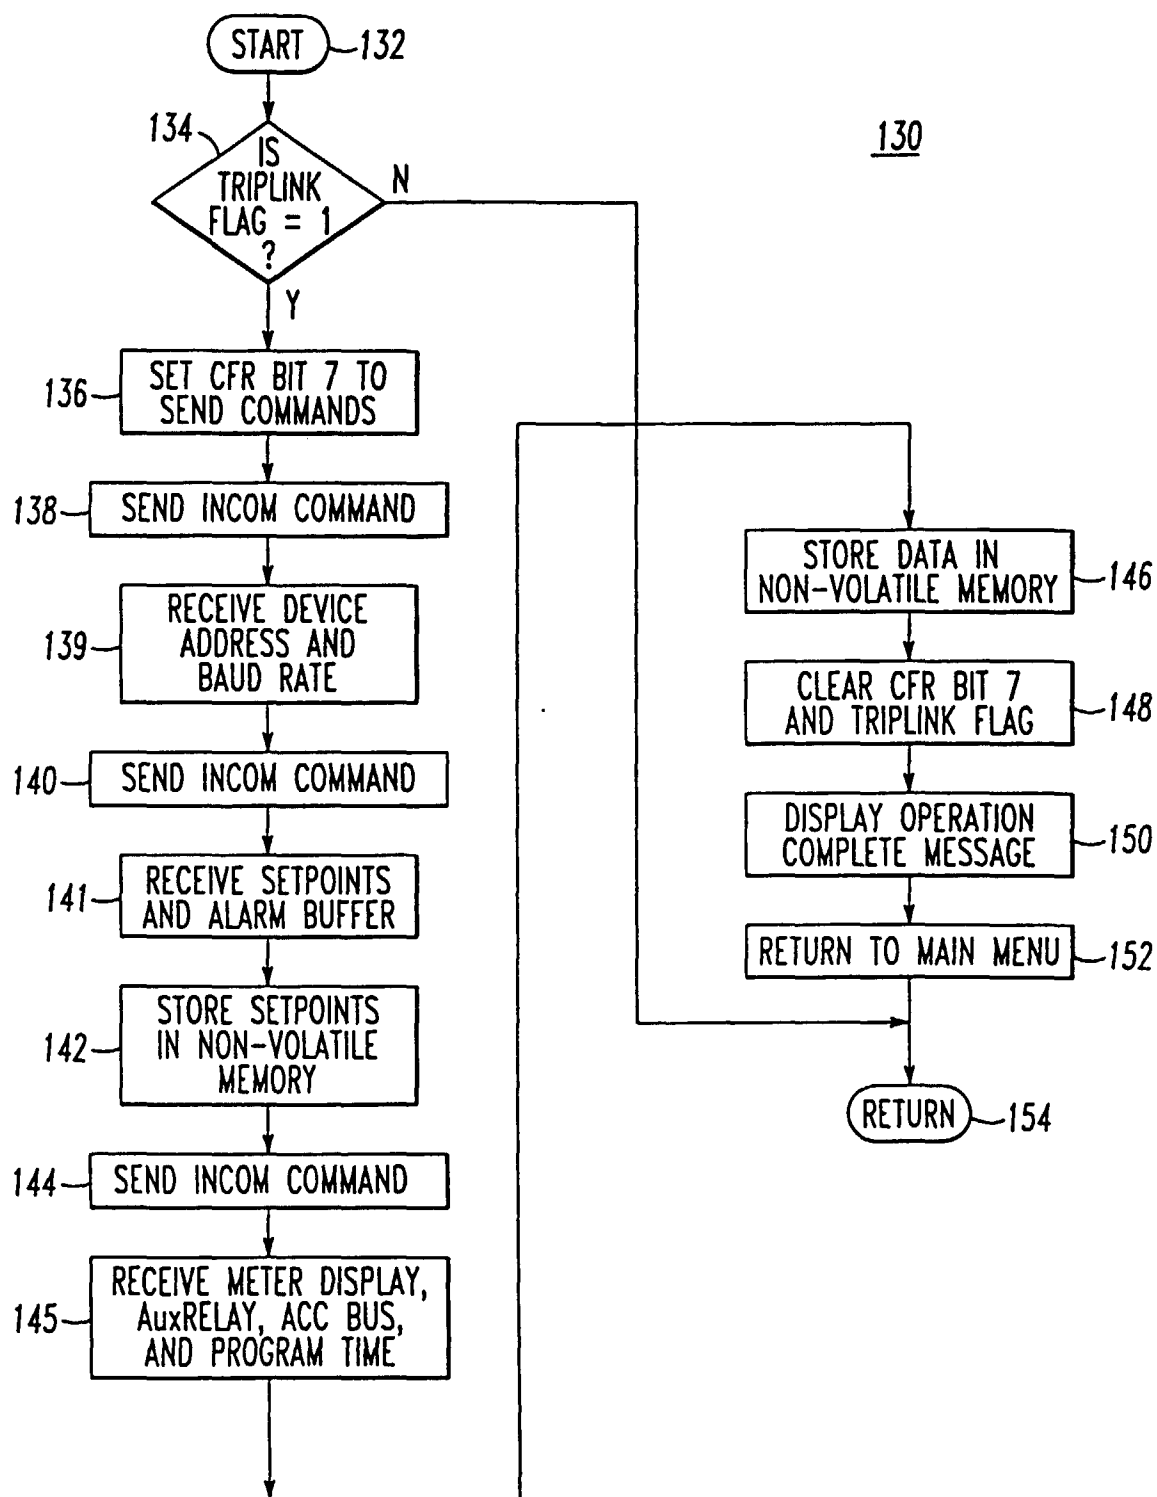 START
132
130
134
IS
TRIPLINK
FLAG = 1
?
N
Y
136
SET CFR BIT 7 TO
SEND COMMANDS
138
SEND INCOM COMMAND
139
RECEIVE DEVICE
ADDRESS AND
BAUD RATE
140
SEND INCOM COMMAND
141
RECEIVE SETPOINTS
AND ALARM BUFFER
142
STORE SETPOINTS
IN NON-VOLATILE
MEMORY
144
SEND INCOM COMMAND
145
RECEIVE METER DISPLAY,
AuxRELAY, ACC BUS,
AND PROGRAM TIME
STORE DATA IN
NON-VOLATILE MEMORY
146
CLEAR CFR BIT 7
AND TRIPLINK FLAG
148
DISPLAY OPERATION
COMPLETE MESSAGE
150
RETURN TO MAIN MENU
152
RETURN
154